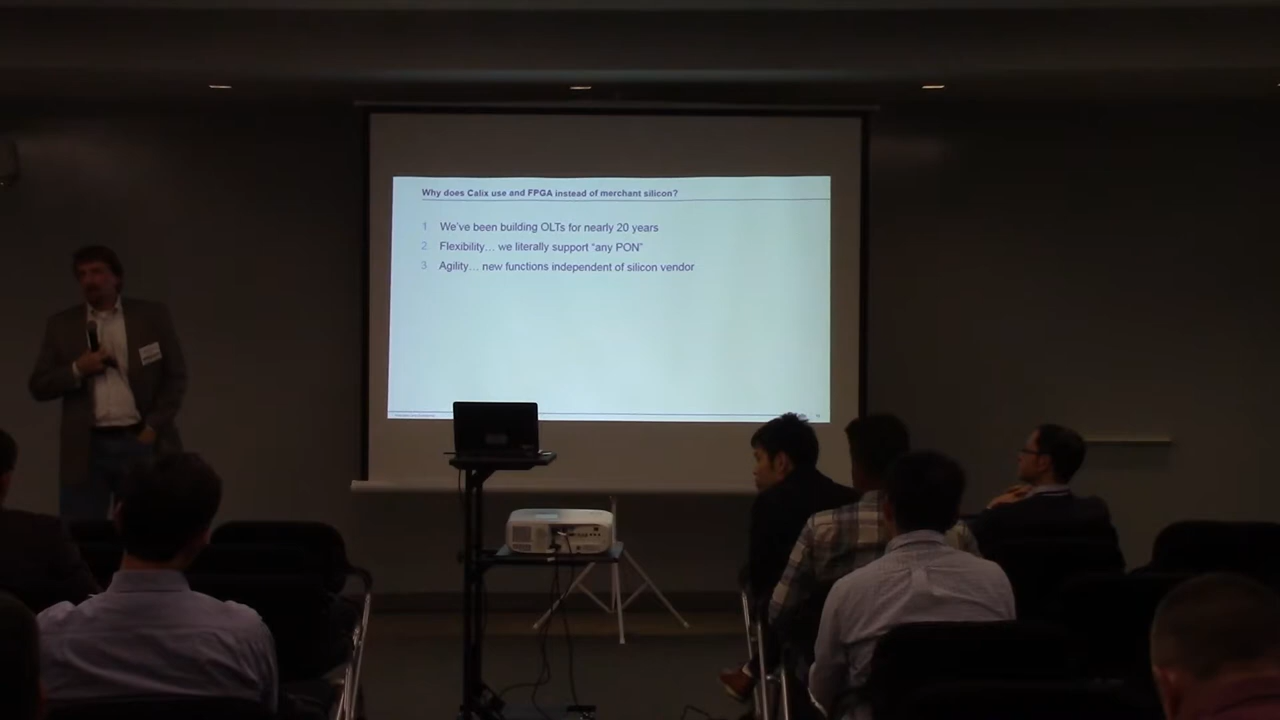 Why does Calix use and FPGA instead of merchant silicon?
1 We've been building OLTs for nearly 20 years
2 Flexibility… we literally support “any PON”
3 Agility… new functions independent of silicon vendor